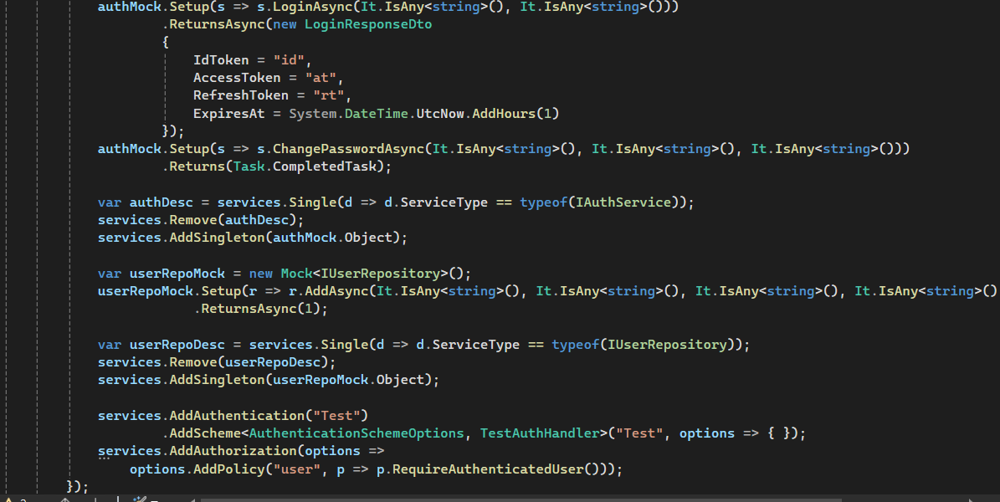 authMock.Setup(s => s.LoginAsync(It.IsAny<string>(), It.IsAny<string>()))
.ReturnsAsync(new LoginResponseDto
{
IdToken = "id",
AccessToken = "at",
RefreshToken = "rt",
ExpiresAt = System.DateTime.UtcNow.AddHours(1)
});
authMock.Setup(s => s.ChangePasswordAsync(It.IsAny<string>(), It.IsAny<string>(), It.IsAny<string>()))
.Returns(Task.CompletedTask);
var authDesc = services.Single(d => d.ServiceType == typeof(IAuthService));
services.Remove(authDesc);
services.AddSingleton(authMock.Object);
var userRepoMock = new Mock<IUserRepository>();
userRepoMock.Setup(r => r.AddAsync(It.IsAny<string>(), It.IsAny<string>(), It.IsAny<string>(), It.IsAny<string>()
.ReturnsAsync(1);
var userRepoDesc = services.Single(d => d.ServiceType == typeof(IUserRepository));
services.Remove(userRepoDesc);
services.AddSingleton(userRepoMock.Object);
services.AddAuthentication("Test")
.AddScheme<AuthenticationSchemeOptions, TestAuthHandler>("Test", options => { });
services.AddAuthorization(options =>
options.AddPolicy("user", p => p.RequireAuthenticatedUser()));
});